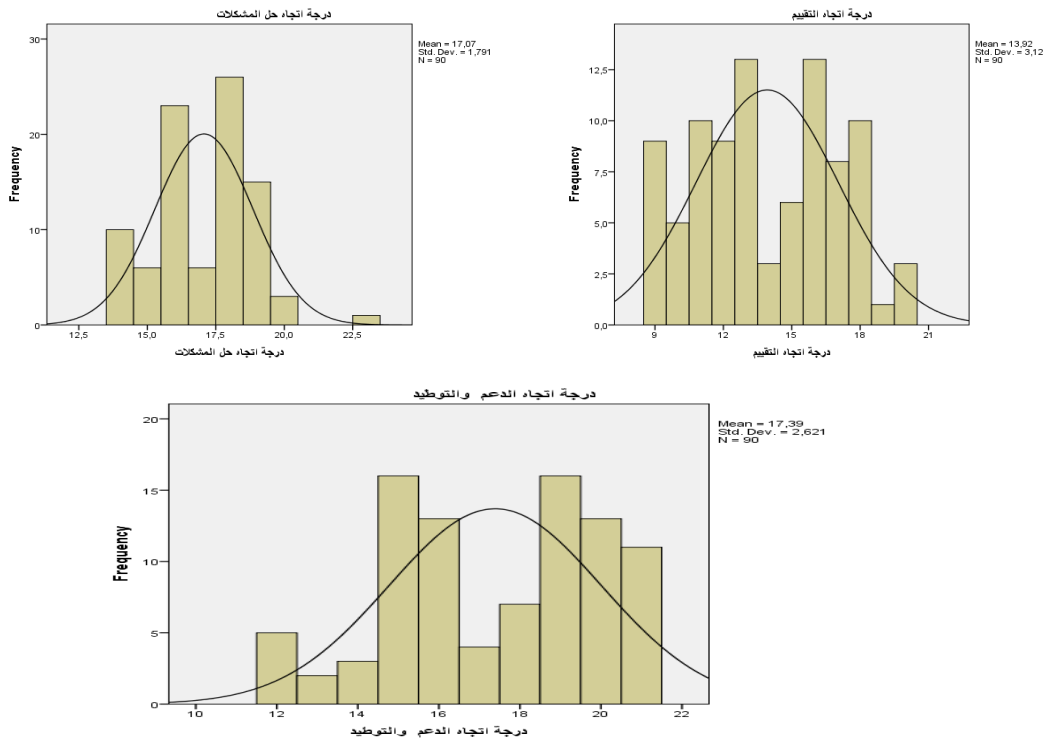 درجة اتجاه حل المشكلات
Mean = 17,07
Std. Dev. = 1,791
N = 90
Frequency
30
20
10
0
12,5 15,0 17,5 20,0 22,5
درجة اتجاه حل المشكلات
درجة اتجاه التقييم
Mean = 13,92
Std. Dev. = 3,12
N = 90
Frequency
12,5
10,0
7,5
5,0
2,5
0,0
9 12 15 18 21
درجة اتجاه التقييم
درجة اتجاه الدعم والتوطيد
Mean = 17,39
Std. Dev. = 2,621
N = 90
Frequency
20
15
10
5
0
10 12 14 16 18 20 22
درجة اتجاه الدعم والتوطيد